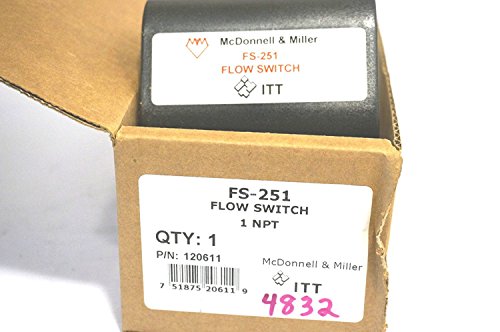 McDonnell & Miller
FS-251
FLOW SWITCH
ITT
FS-251
FLOW SWITCH
1 NPT
QTY: 1
P/N: 120611
McDonnell & Miller
7 51875 20611 9
ITT
4832